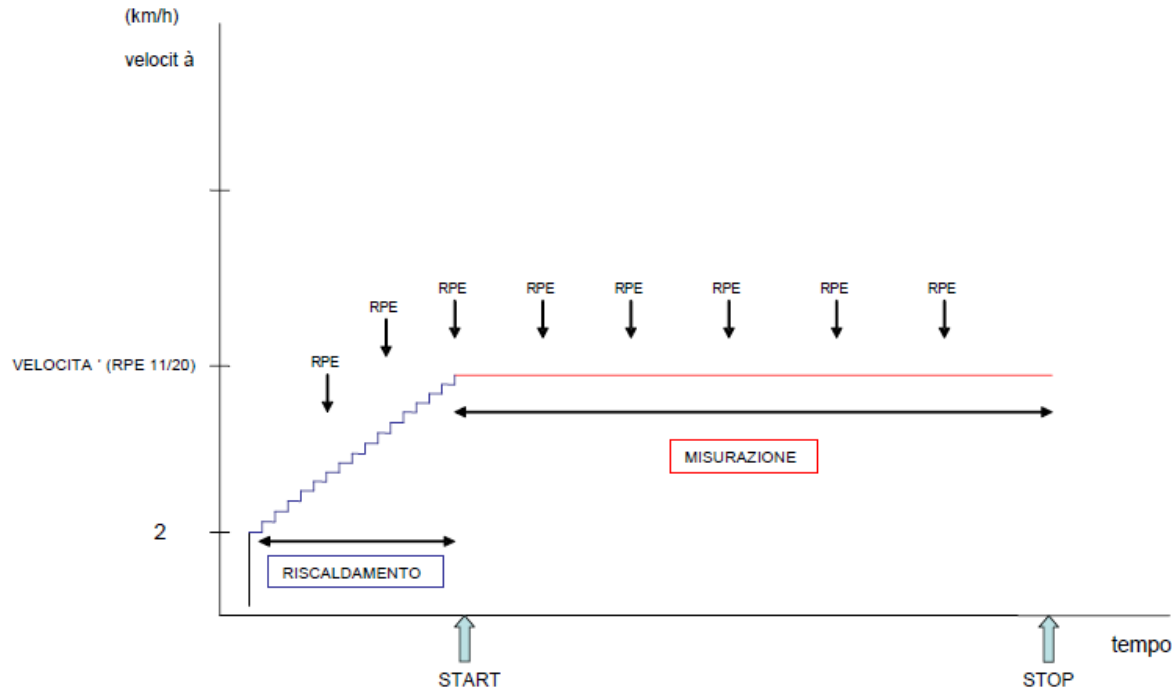 (km/h)
velocit à
RPE RPE RPE RPE RPE RPE
RPE
VELOCITA ' (RPE 11/20)
RPE
MISURAZIONE
2
RISCALDAMENTO
tempo
START
STOP